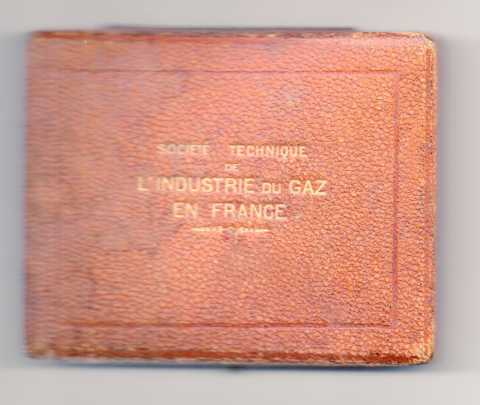 SOCIÉTÉ TECHNIQUE
DE
L'INDUSTRIE DU GAZ
EN FRANCE